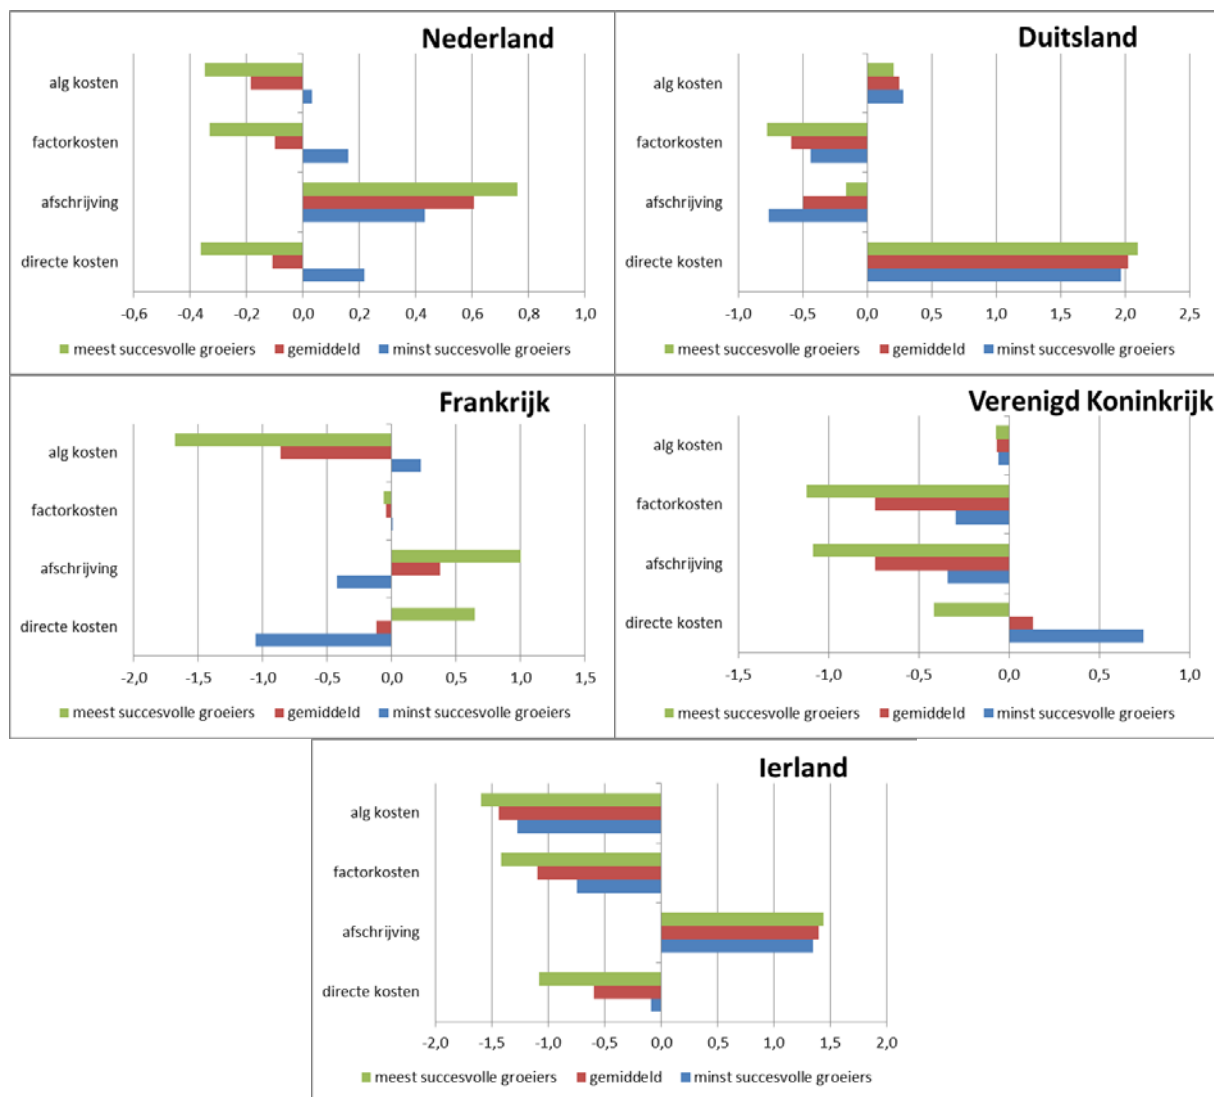 Nederland
alg kosten
factorkosten
afschrijving
directe kosten
-0,6 -0,4 -0,2 0,0 0,2 0,4 0,6 0,8 1,0
meest succesvolle groeiers gemiddeld minst succesvolle groeiers
Duitsland
alg kosten
factorkosten
afschrijving
directe kosten
-1,0 -0,5 0,0 0,5 1,0 1,5 2,0 2,5
meest succesvolle groeiers gemiddeld minst succesvolle groeiers
Frankrijk
alg kosten
factorkosten
afschrijving
directe kosten
-2,0 -1,5 -1,0 -0,5 0,0 0,5 1,0 1,5
meest succesvolle groeiers gemiddeld minst succesvolle groeiers
Verenigd Koninkrijk
alg kosten
factorkosten
afschrijving
directe kosten
-1,5 -1,0 -0,5 0,0 0,5 1,0
meest succesvolle groeiers gemiddeld minst succesvolle groeiers
Ierland
alg kosten
factorkosten
afschrijving
directe kosten
-2,0 -1,5 -1,0 -0,5 0,0 0,5 1,0 1,5 2,0
meest succesvolle groeiers gemiddeld minst succesvolle groeiers